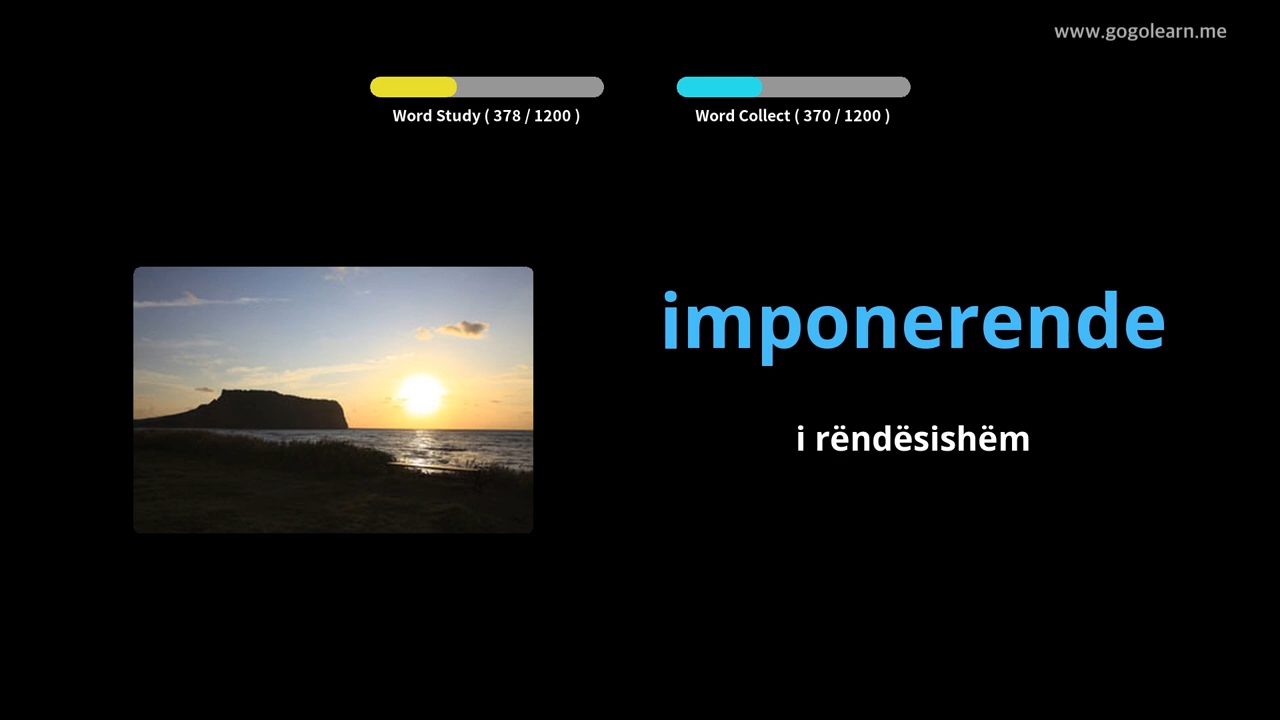 www.gogolearn.me
Word Study ( 378 / 1200 )
Word Collect ( 370 / 1200 )
imponerende
i rëndësishëm